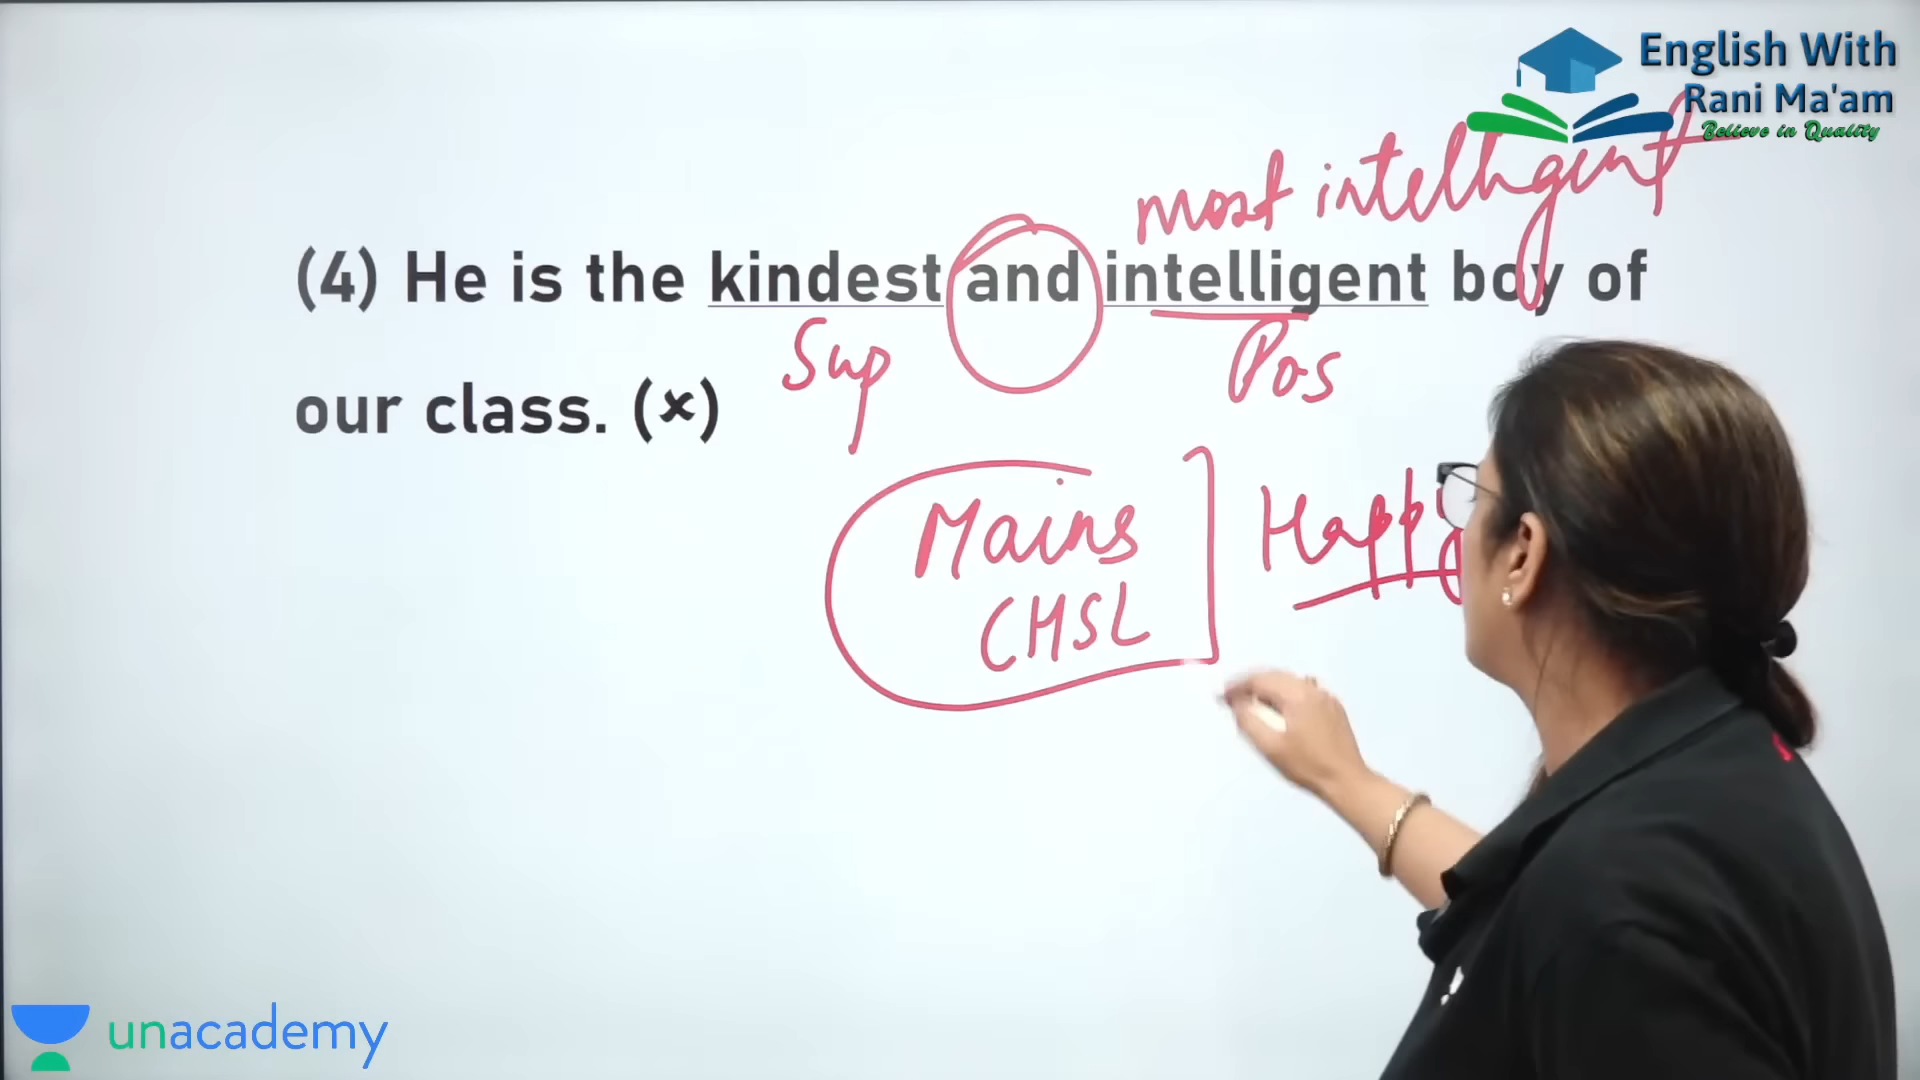 English With
Rani Ma'am
Believe in Quality
most intelligent
(4) He is the kindest and intelligent boy of
Sup
Pos
our class. (×)
Mains
CHSL
Happy
unacademy